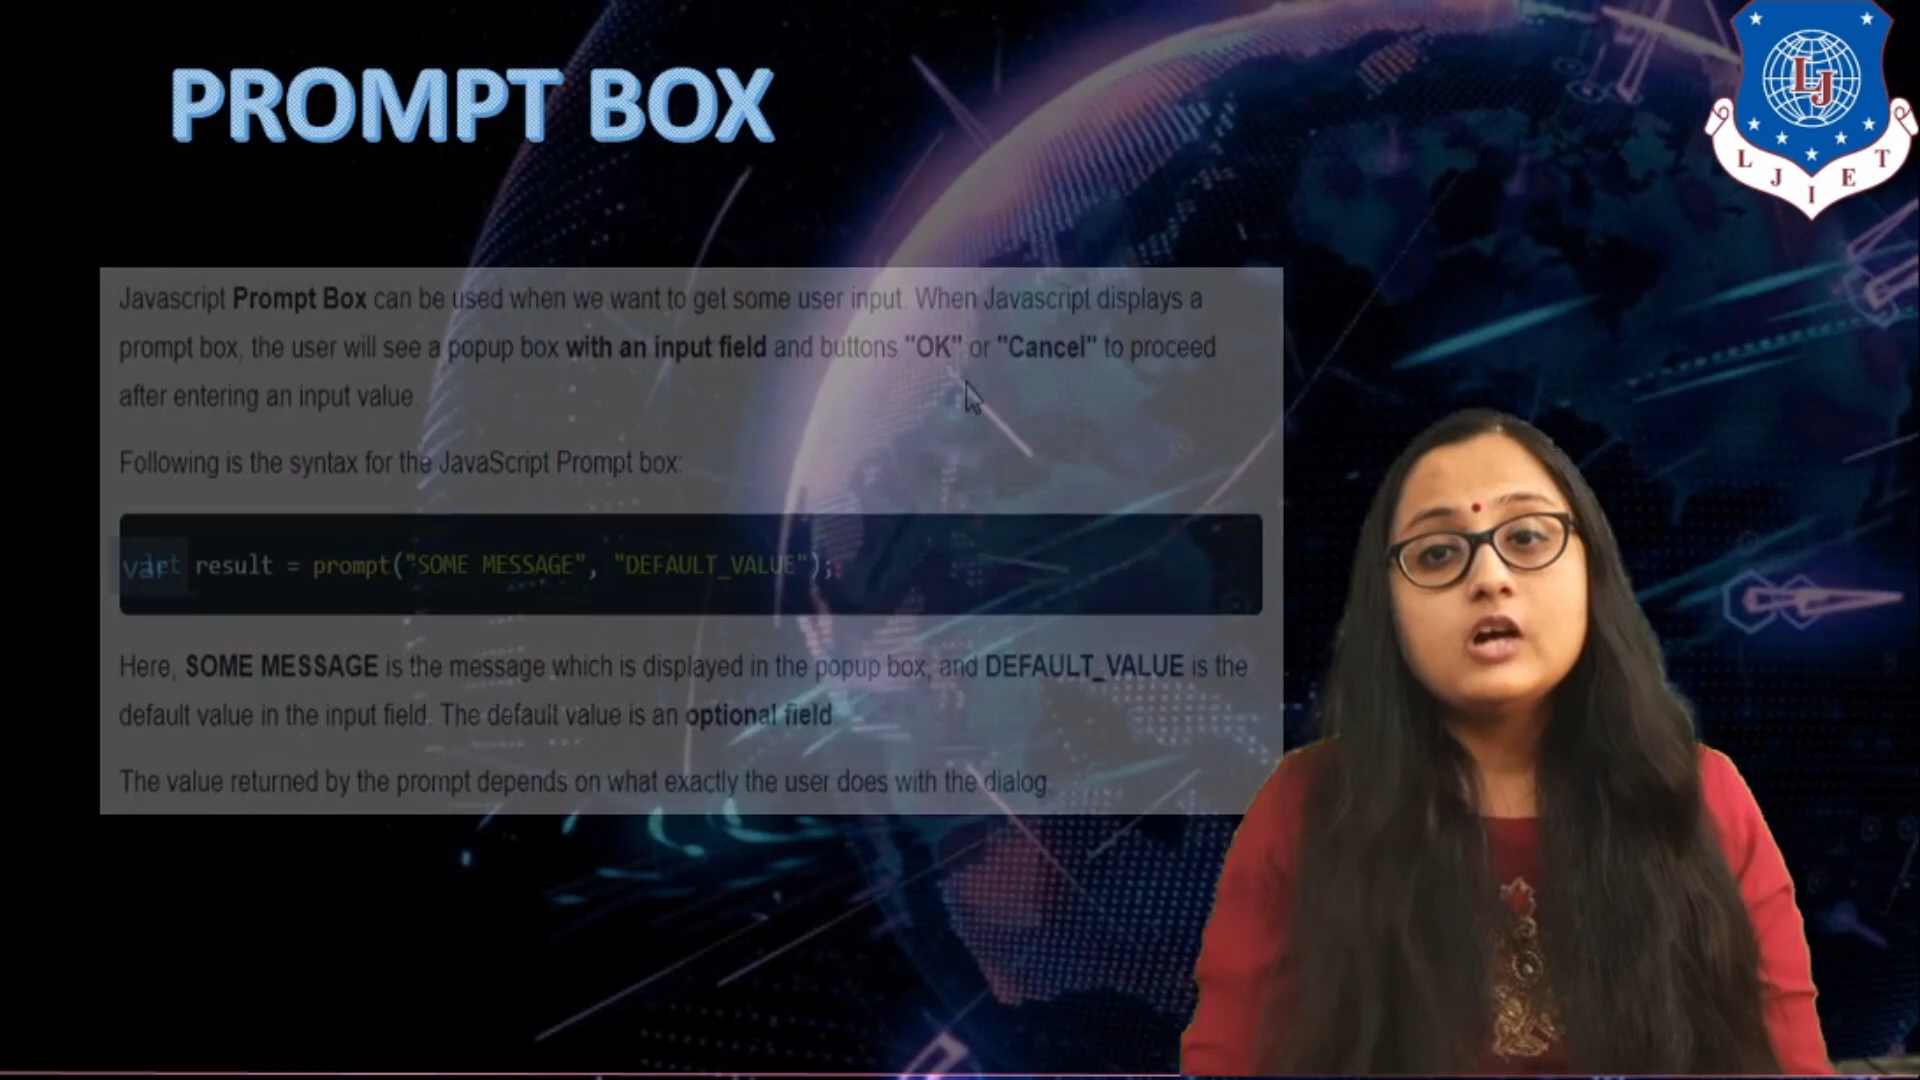 PROMPT BOX
Javascript Prompt Box can be used when we want to get some user input. When Javascript displays a
prompt box, the user will see a popup box with an input field and buttons "OK" or "Cancel" to proceed
after entering an input value.
Following is the syntax for the JavaScript Prompt box:
var result = prompt("SOME MESSAGE", "DEFAULT_VALUE");
Here, SOME MESSAGE is the message which is displayed in the popup box, and DEFAULT_VALUE is the
default value in the input field. The default value is an optional field.
The value returned by the prompt depends on what exactly the user does with the dialog.
LJ
L J I E T